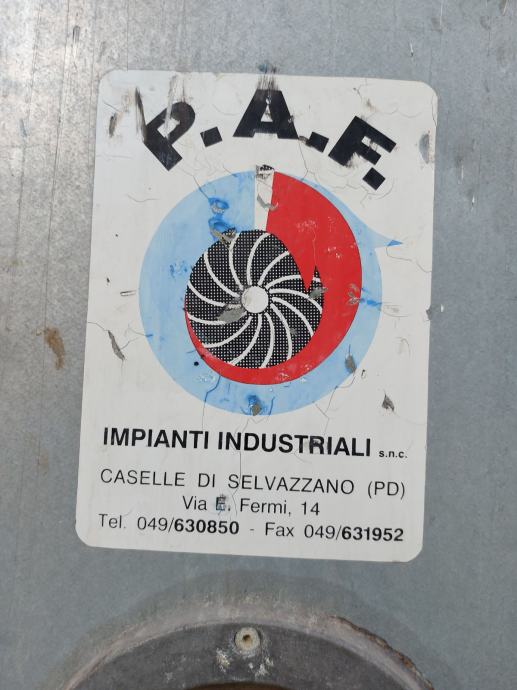 P.A.F.
IMPIANTI INDUSTRIALI s.n.c.
CASELLE DI SELVAZZANO (PD)
Via E. Fermi, 14
Tel. 049/630850 - Fax 049/631952